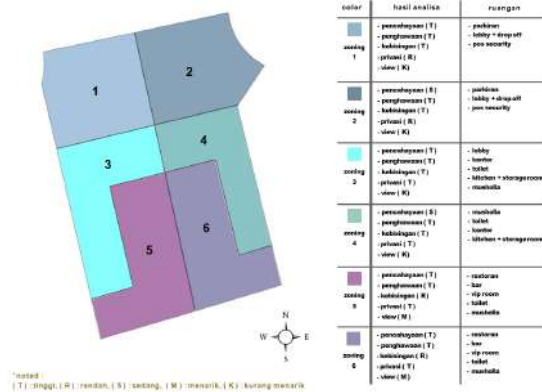 color hasil analisa ruangan
1
2
3
4
5
6
zoning
1
- pencahayaan ( T )
- penghawaan ( T )
- kebisingan ( T )
- privasi ( R )
- view ( K )
- parkiran
- lobby + drop off
- pos security
zoning
2
- pencahayaan ( S )
- penghawaan ( T )
- kebisingan ( T )
- privasi ( R )
- view ( K )
- parkiran
- lobby + drop off
- pos security
zoning
3
- pencahayaan ( T )
- penghawaan ( T )
- kebisingan ( T )
- privasi ( T )
- view ( K )
- lobby
- kantor
- toilet
- kitchen + storage room
- musholla
zoning
4
- pencahayaan ( S )
- penghawaan ( T )
- kebisingan ( T )
- privasi ( T )
- view ( K )
- musholla
- toilet
- kantor
- kitchen + storage room
zoning
5
- pencahayaan ( T )
- penghawaan ( T )
- kebisingan ( R )
- privasi ( T )
- view ( M )
- restoran
- bar
- vip room
- toilet
- musholla
zoning
6
- pencahayaan ( T )
- penghawaan ( T )
- kebisingan ( R )
- privasi ( T )
- view ( M )
- restoran
- bar
- vip room
- toilet
- musholla
N
W E
S
*noted :
( T ) : tinggi, ( R ) : rendah, ( S ) : sedang, ( M ) : menarik, ( K ) : kurang menarik